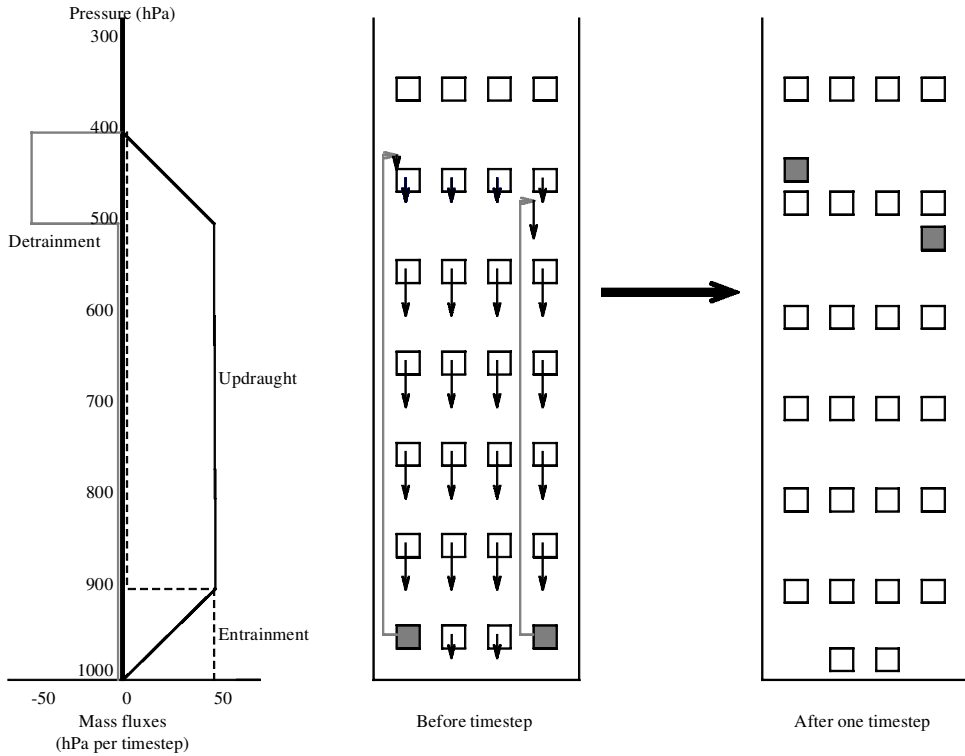 Pressure (hPa)
300
400
500
Detrainment
600
Updraught
700
800
900
Entrainment
1000
-50 0 50
Mass fluxes
(hPa per timestep)
Before timestep
After one timestep